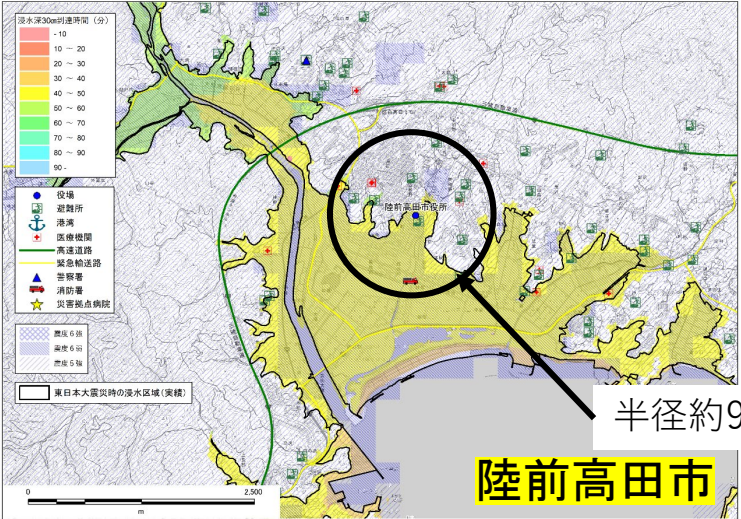 浸水深30cm到達時間（分）
- 10
10 ～ 20
20 ～ 30
30 ～ 40
40 ～ 50
50 ～ 60
60 ～ 70
70 ～ 80
80 ～ 90
90 -
役場
避難所
港湾
医療機関
高速道路
緊急輸送路
警察署
消防署
災害拠点病院
震度6強
震度6弱
震度5強
東日本大震災時の浸水区域(実績)
陸前高田市役所
半径約9
陸前高田市
0
2,500
m